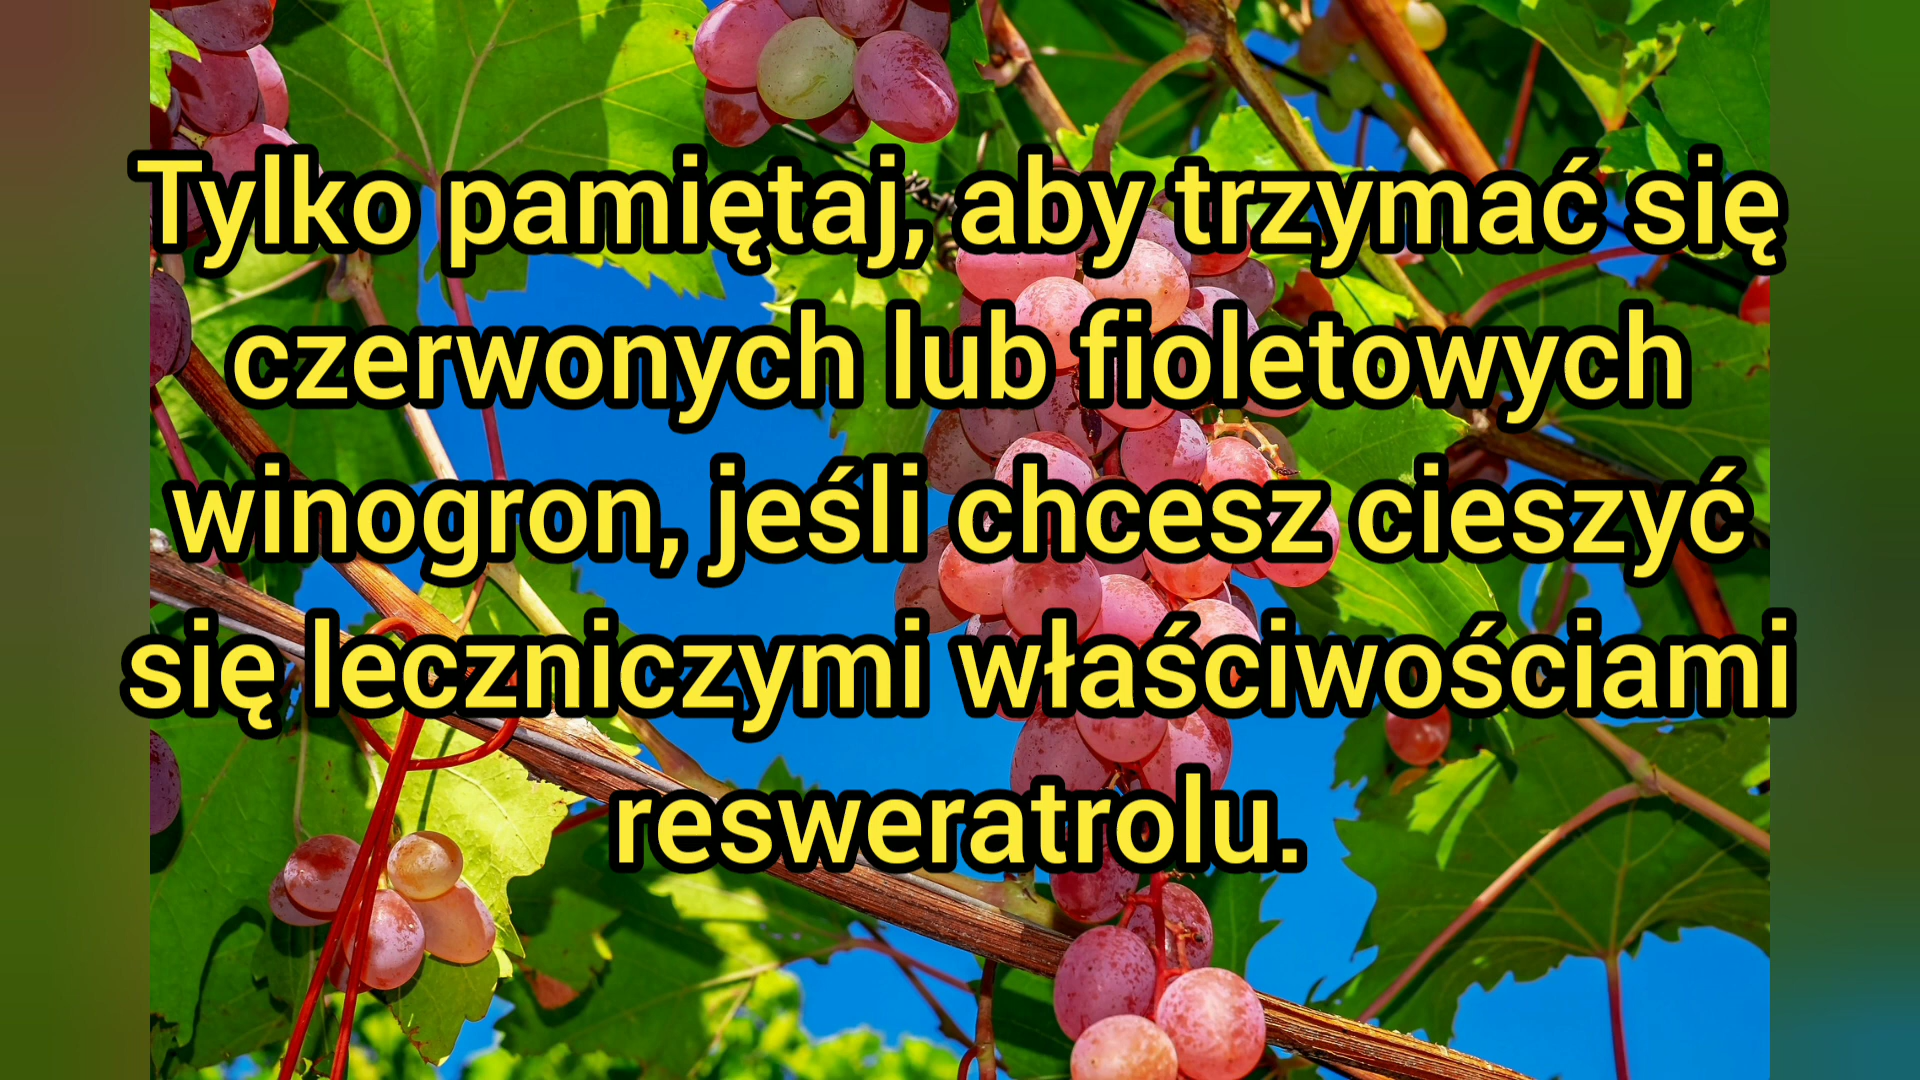 Tylko pamiętaj, aby trzymać się
czerwonych lub fioletowych
winogron, jeśli chcesz cieszyć
się leczniczymi właściwościami
resweratrolu.